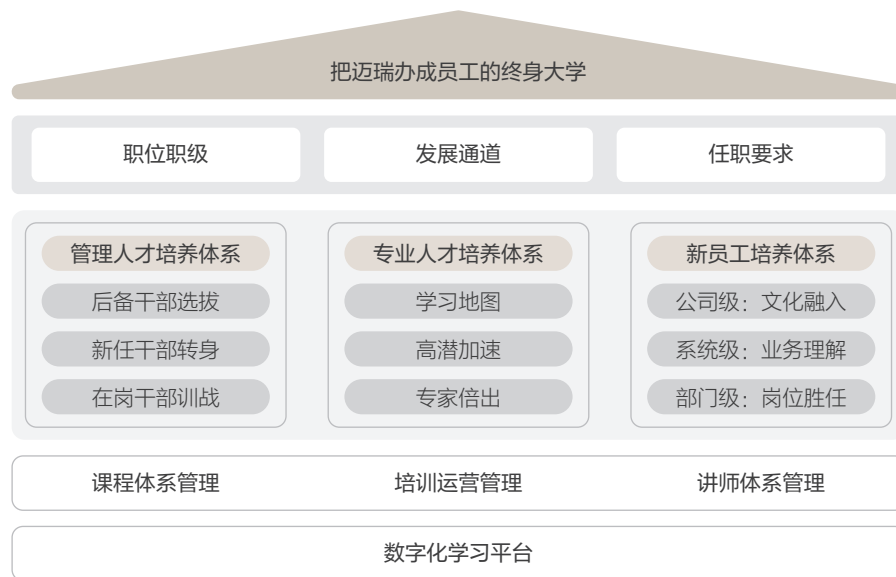 把迈瑞办成员工的终身大学
职位职级 发展通道 任职要求
管理人才培养体系 专业人才培养体系 新员工培养体系
后备干部选拔 学习地图 公司级：文化融入
新任干部转身 高潜加速 系统级：业务理解
在岗干部训战 专家倍出 部门级：岗位胜任
课程体系管理 培训运营管理 讲师体系管理
数字化学习平台